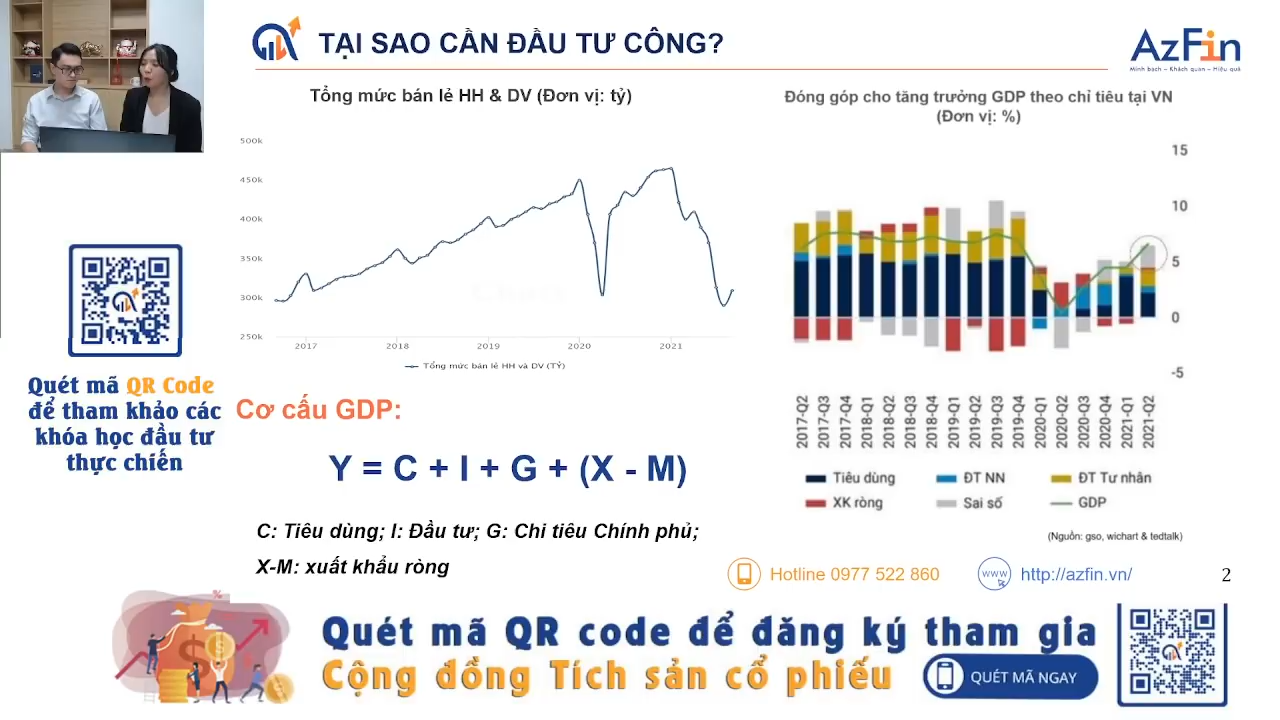 TẠI SAO CẦN ĐẦU TƯ CÔNG?
AzFin
Minh bạch – Khách quan – Hiệu quả
Tổng mức bán lẻ HH & DV (Đơn vị: tỷ)
500k
450k
400k
350k
300k
250k
2017
2018
2019
2020
2021
Tổng mức bán lẻ HH và DV (TỶ)
Đóng góp cho tăng trưởng GDP theo chỉ tiêu tại VN
(Đơn vị: %)
15
10
5
0
-5
2017-Q2
2017-Q3
2017-Q4
2018-Q1
2018-Q2
2018-Q3
2018-Q4
2019-Q1
2019-Q2
2019-Q3
2019-Q4
2020-Q1
2020-Q2
2020-Q3
2020-Q4
2021-Q1
2021-Q2
Tiêu dùng
ĐT NN
ĐT Tư nhân
XK ròng
Sai số
GDP
(Nguồn: gso, wichart & tedtalk)
Quét mã QR Code
để tham khảo các
khóa học đầu tư
thực chiến
Cơ cấu GDP:
Y = C + I + G + (X - M)
C: Tiêu dùng; I: Đầu tư; G: Chi tiêu Chính phủ;
X-M: xuất khẩu ròng
Hotline 0977 522 860
www
http://azfin.vn/
2
Quét mã QR code để đăng ký tham gia
Cộng đồng Tích sản cổ phiếu
QUÉT MÃ NGAY